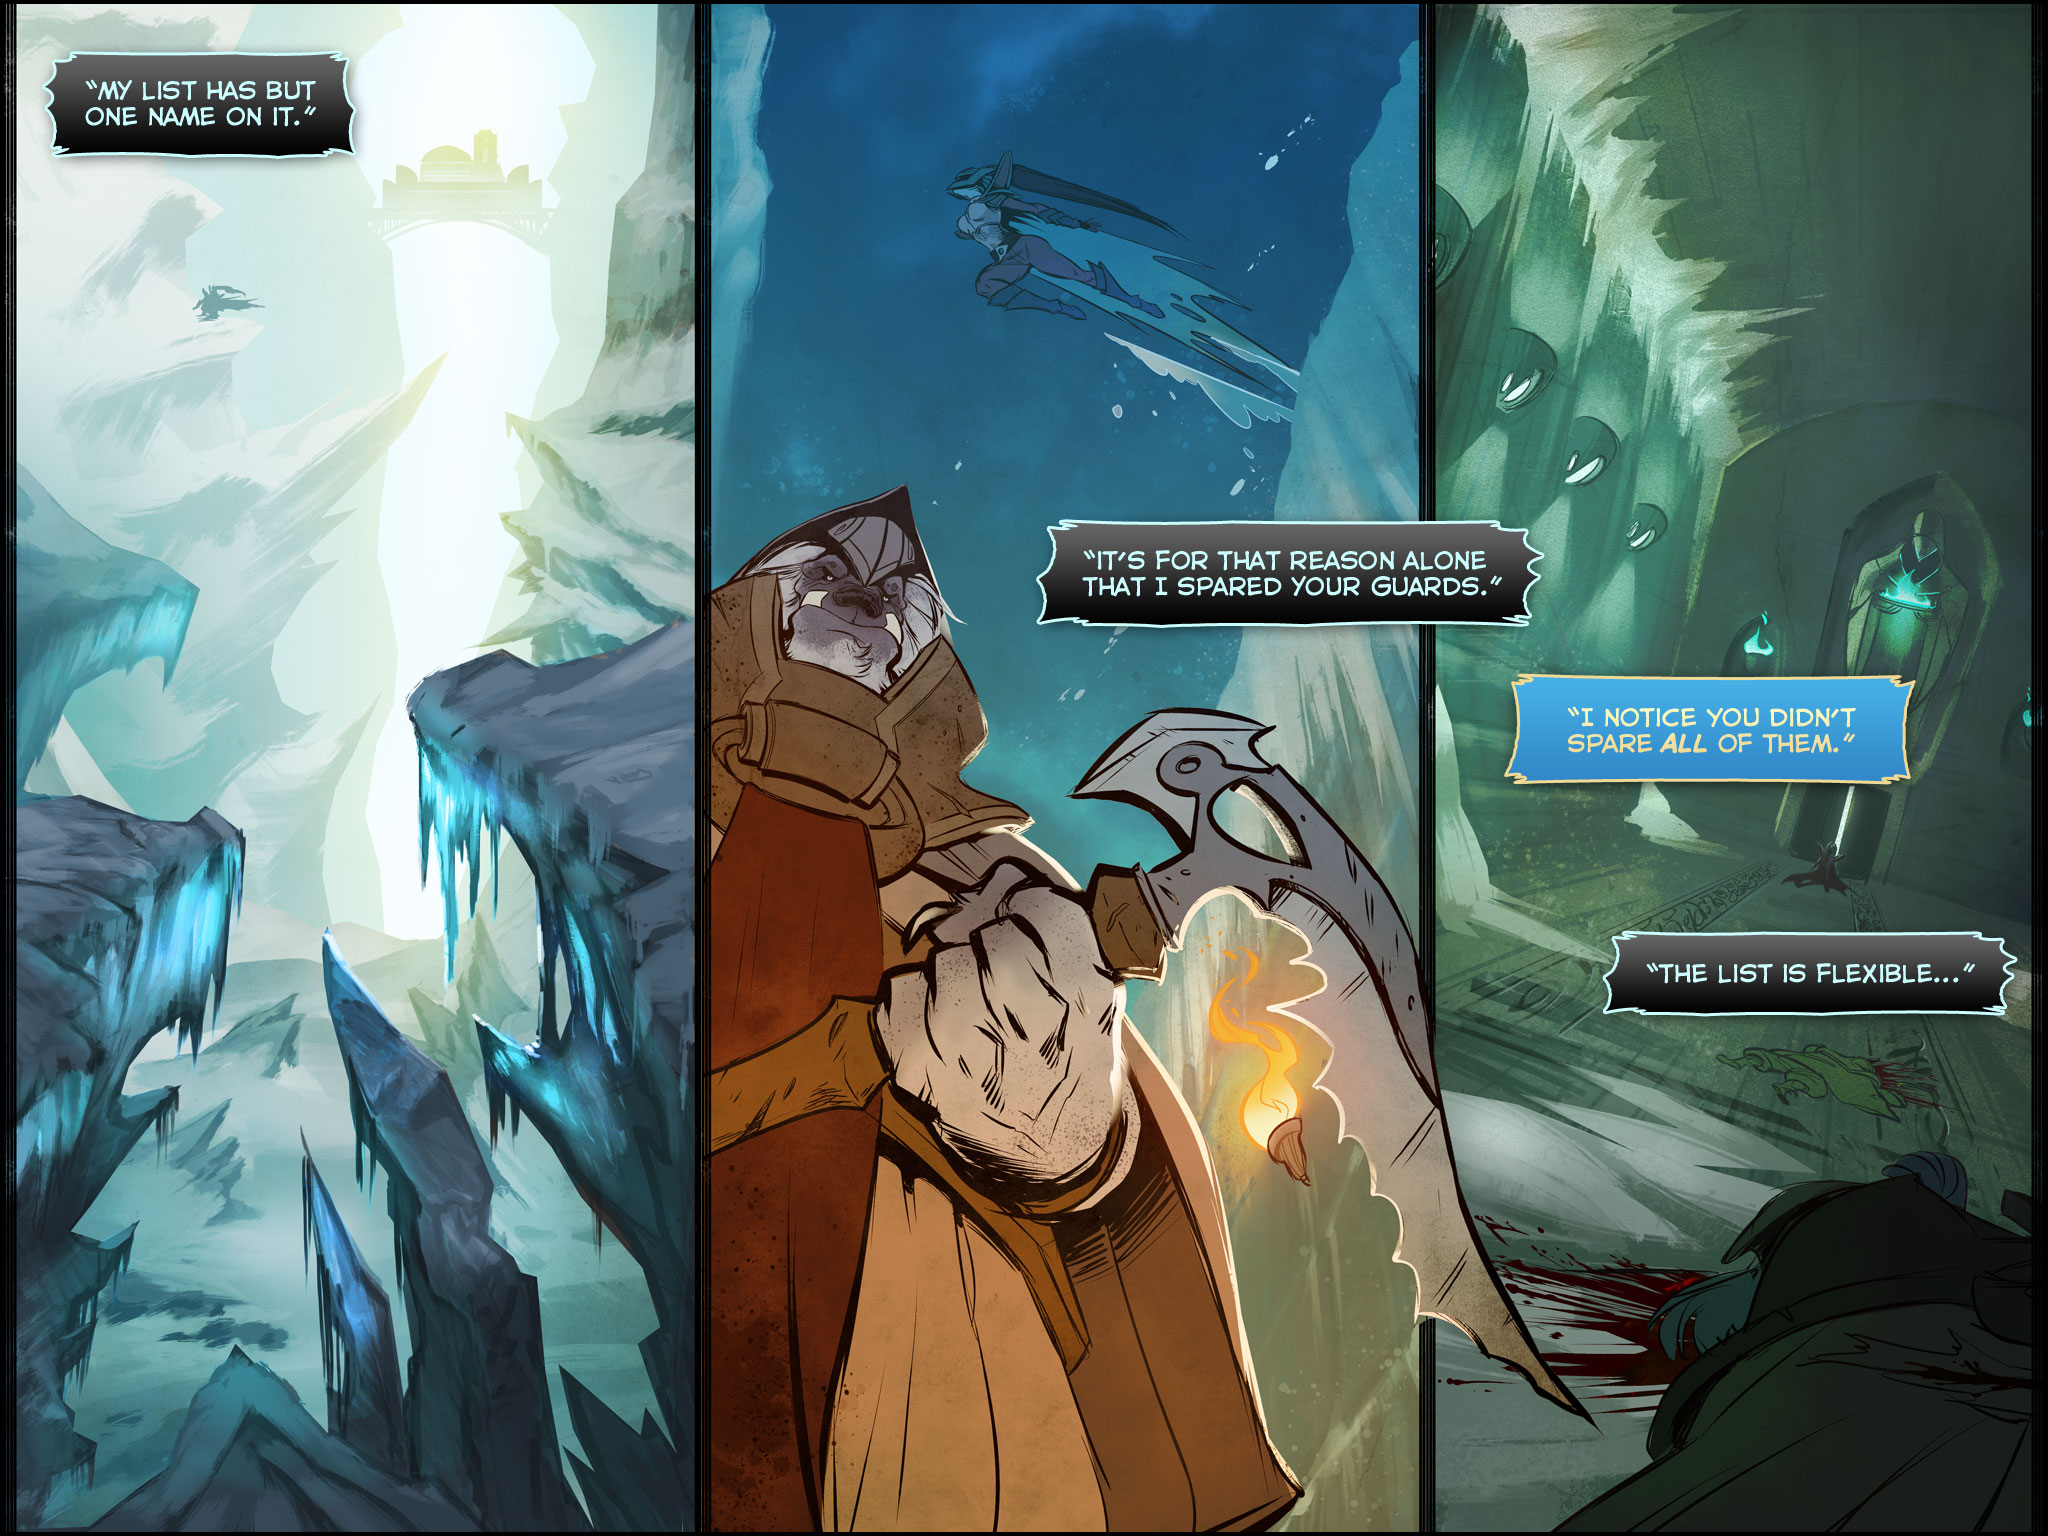 “MY LIST HAS BUT
ONE NAME ON IT.”
“IT’S FOR THAT REASON ALONE
THAT I SPARED YOUR GUARDS.”
“I NOTICE YOU DIDN’T
SPARE ALL OF THEM.”
“THE LIST IS FLEXIBLE...”